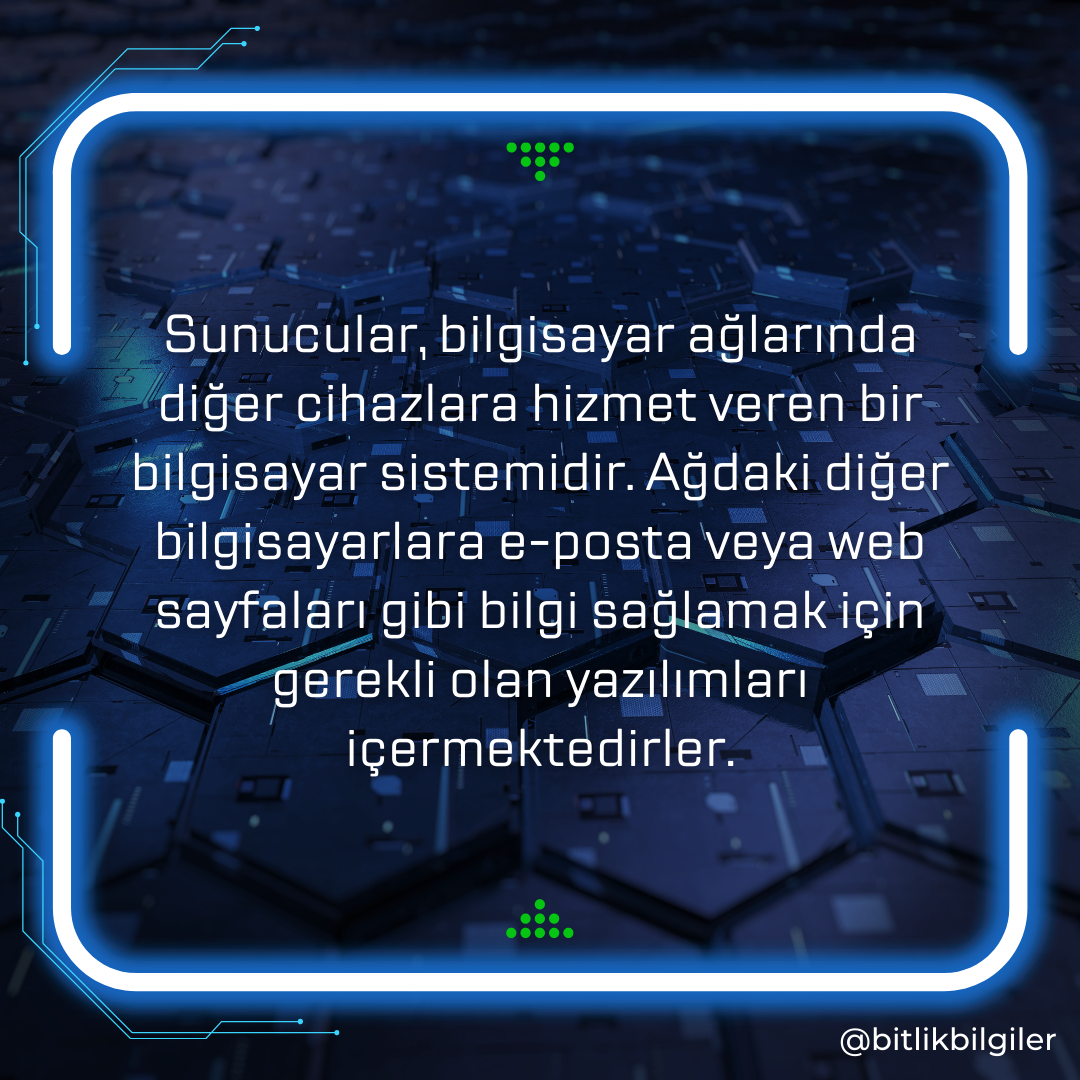 Sunucular, bilgisayar ağlarında
diğer cihazlara hizmet veren bir
bilgisayar sistemidir. Ağdaki diğer
bilgisayarlara e-posta veya web
sayfaları gibi bilgi sağlamak için
gerekli olan yazılımları
içermektedirler.
@bitlikbilgiler